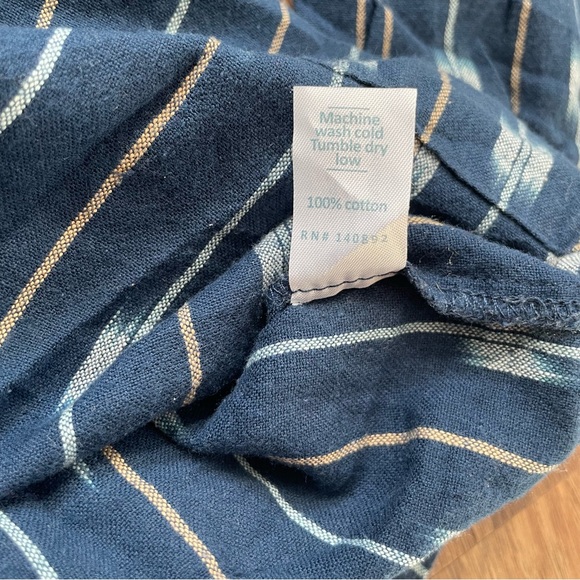 Machine
wash cold
Tumble dry
low
100% cotton
RN# 140892